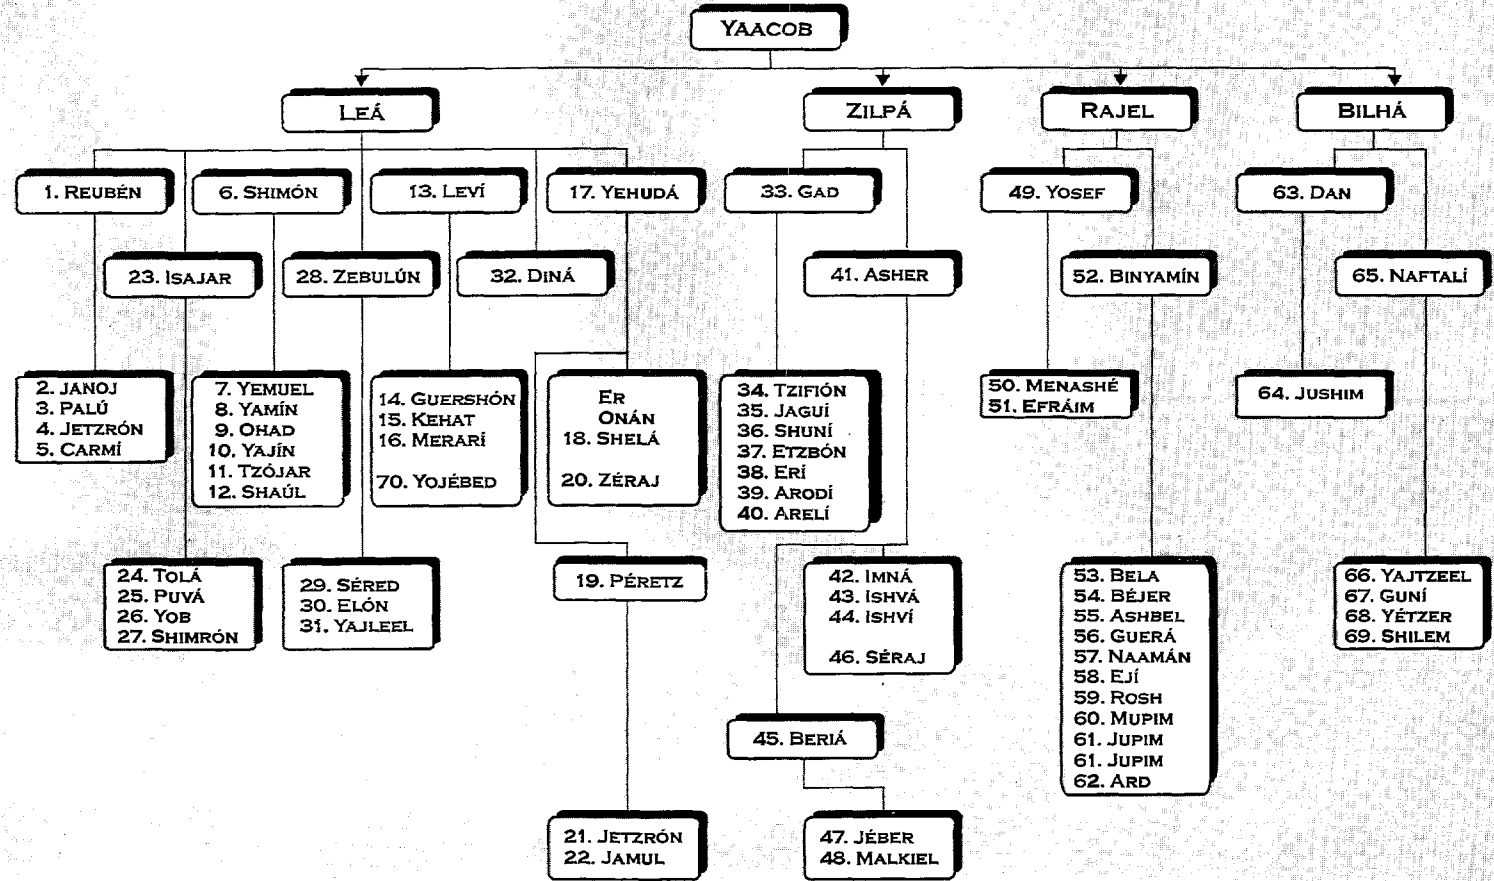 YAACOB
LEÁ
ZILPÁ
RAJEL
BILHÁ
1. REUBÉN
6. SHIMÓN
13. LEVÍ
17. YEHUDÁ
33. GAD
49. YOSEF
63. DAN
23. ISAJAR
28. ZEBULÚN
32. DINÁ
41. ASHER
52. BINYAMÍN
65. NAFTALÍ
2. JANOJ
3. PALÚ
4. JETZRÓN
5. CARMÍ
7. YEMUEL
8. YAMÍN
9. OHAD
10. YAJÍN
11. TZÓJAR
12. SHAÚL
14. GUERSHÓN
15. KEHAT
16. MERARÍ
70. YOJÉBED
ER
ONÁN
18. SHELÁ
20. ZÉRAJ
34. TZIFIÓN
35. JAGUÍ
36. SHUNÍ
37. ETZBÓN
38. ERÍ
39. ARODÍ
40. ARELÍ
50. MENASHÉ
51. EFRÁIM
64. JUSHIM
24. TOLÁ
25. PUVÁ
26. YOB
27. SHIMRÓN
29. SÉRED
30. ELÓN
31. YAJLEEL
19. PÉRETZ
42. IMNÁ
43. ISHVÁ
44. ISHVÍ
46. SÉRAJ
53. BELA
54. BÉJER
55. ASHBEL
56. GUERÁ
57. NAAMÁN
58. EJÍ
59. ROSH
60. MUPIM
61. JUPIM
61. JUPIM
62. ARD
66. YAJTZEEL
67. GUNÍ
68. YÉTZER
69. SHILEM
45. BERIÁ
21. JETZRÓN
22. JAMUL
47. JÉBER
48. MALKIEL